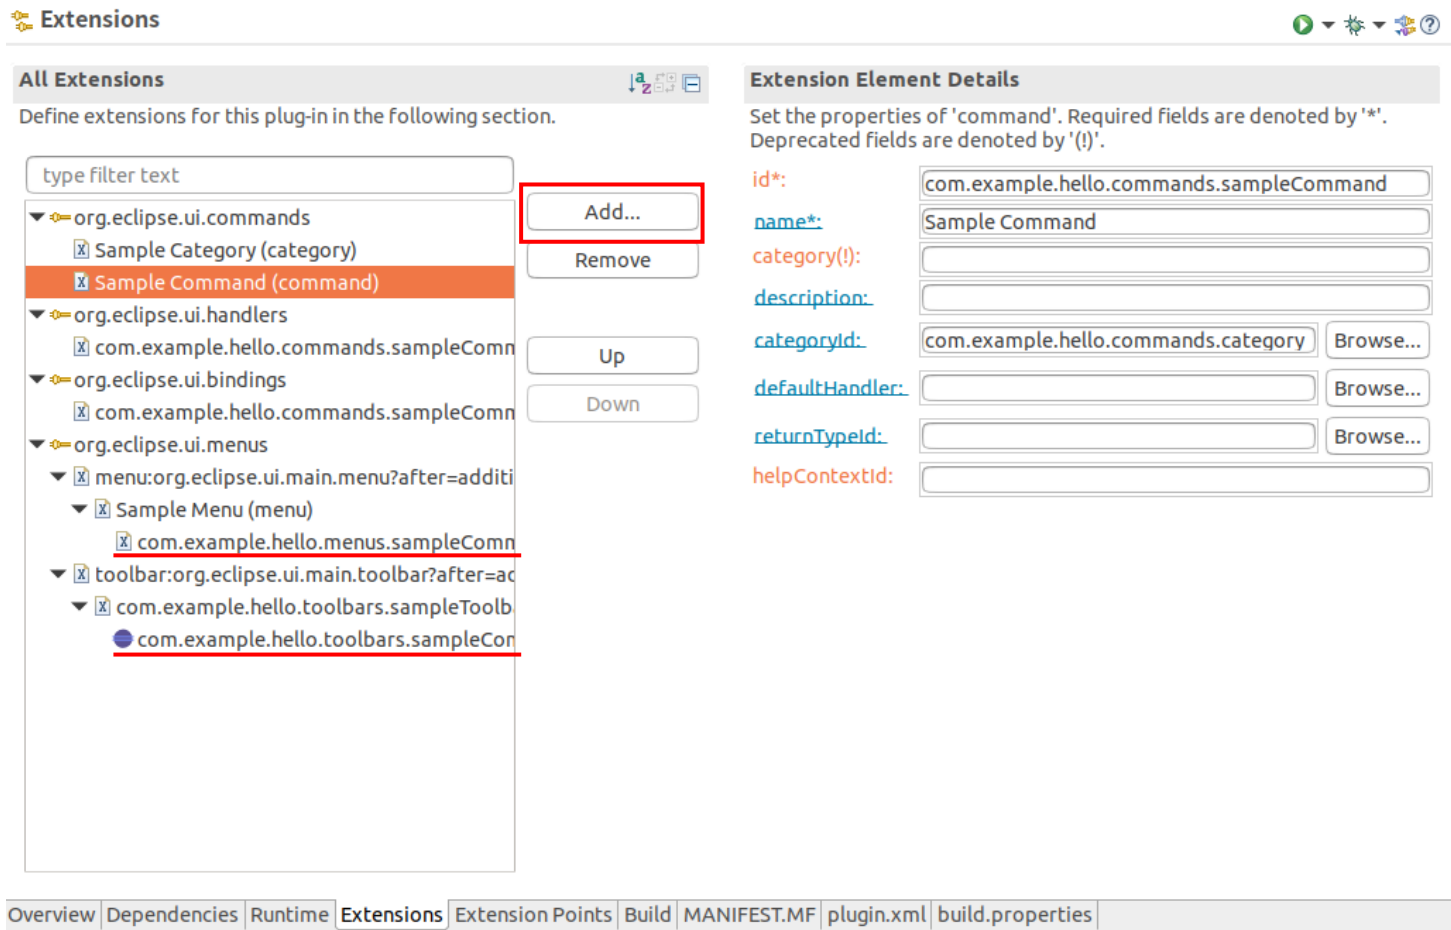 Extensions
All Extensions
Define extensions for this plug-in in the following section.
type filter text
org.eclipse.ui.commands
Sample Category (category)
Sample Command (command)
org.eclipse.ui.handlers
com.example.hello.commands.sampleComm
org.eclipse.ui.bindings
com.example.hello.commands.sampleComm
org.eclipse.ui.menus
menu:org.eclipse.ui.main.menu?after=additi
Sample Menu (menu)
com.example.hello.menus.sampleComm
toolbar:org.eclipse.ui.main.toolbar?after=ad
com.example.hello.toolbars.sampleToolb
com.example.hello.toolbars.sampleCom
Add...
Remove
Up
Down
Extension Element Details
Set the properties of 'command'. Required fields are denoted by '*'.
Deprecated fields are denoted by '(!)'.
id*: com.example.hello.commands.sampleCommand
name*: Sample Command
category(!):
description:
categoryId: com.example.hello.commands.category Browse...
defaultHandler: Browse...
returnTypeId: Browse...
helpContextId:
Overview Dependencies Runtime Extensions Extension Points Build MANIFEST.MF plugin.xml build.properties